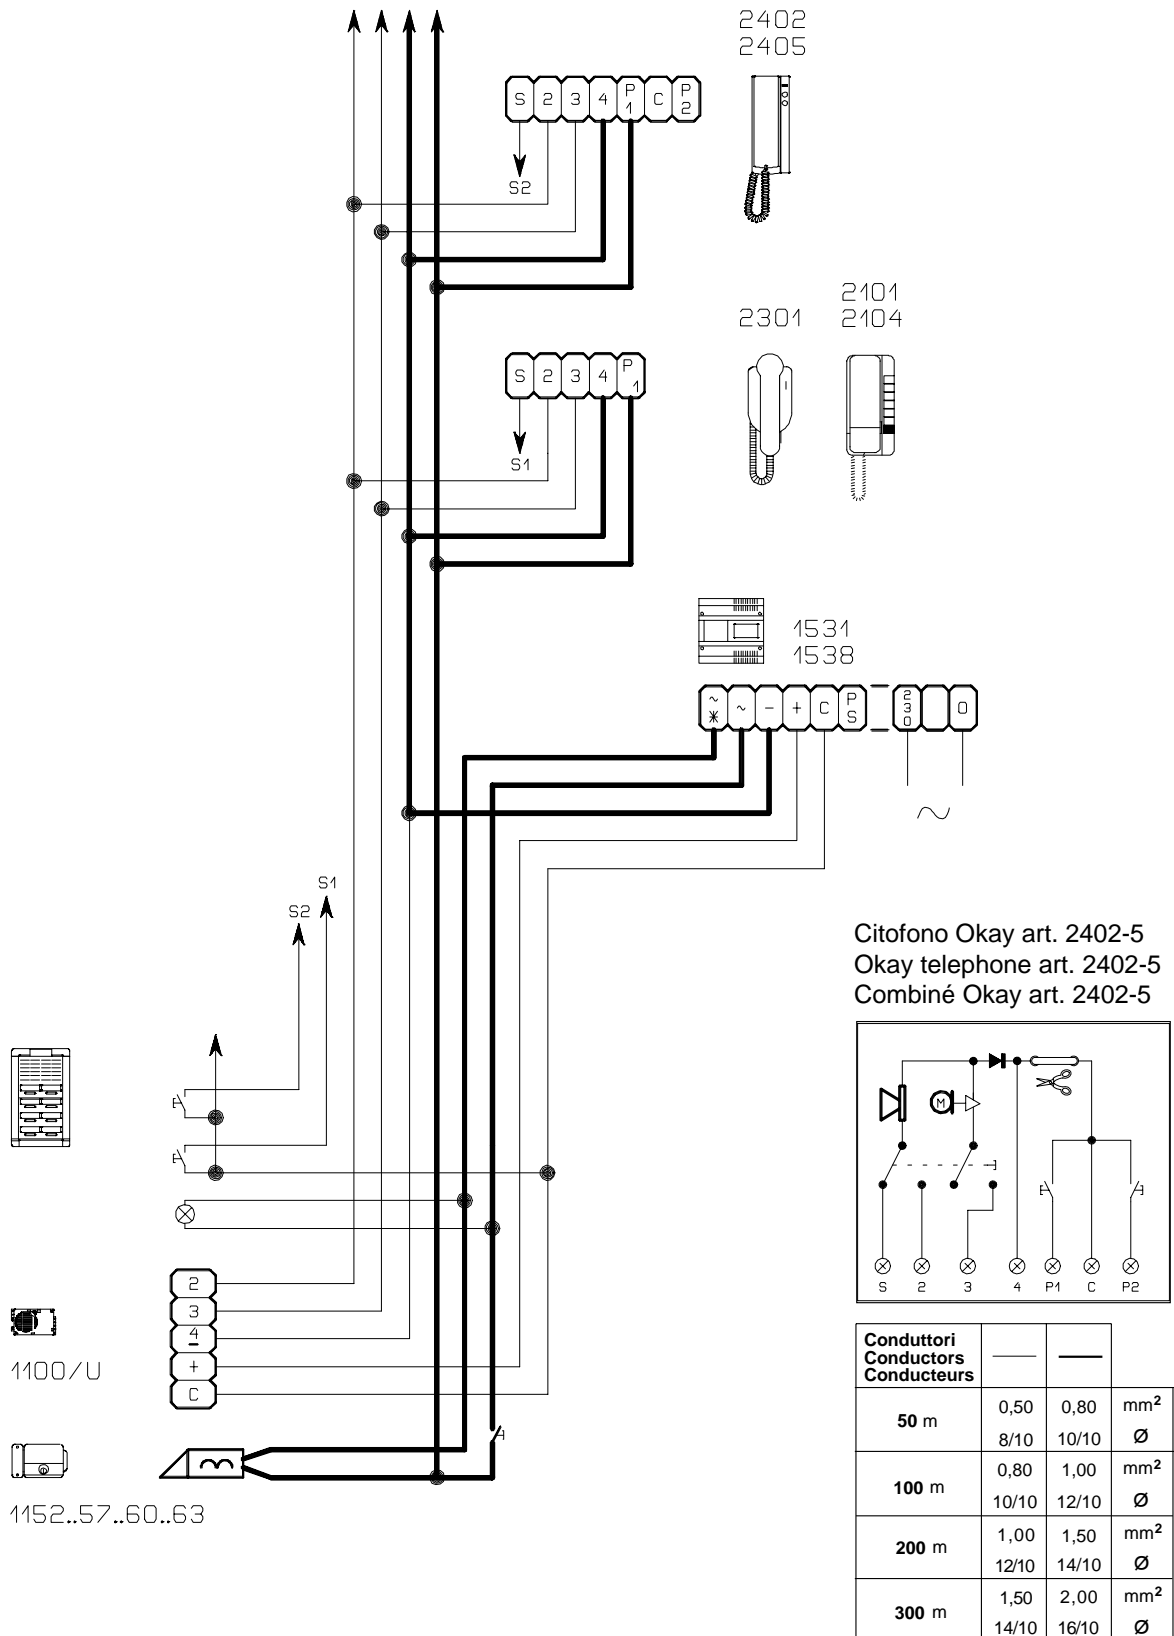 2402
2405
S 2 3 4 P1 C P2
S2
2101
2301 2104
S 2 3 4 P1
S1
1531
1538
~* ~ - + C PS 230 0
~
S1
S2
Citofono Okay art. 2402-5
Okay telephone art. 2402-5
Combiné Okay art. 2402-5
M
S 2 3 4 P1 C P2
2
3
4
-
+
C
1100/U
1152..57..60..63
Conduttori
Conductors
Conducteurs
50 m 0,50 0,80 mm²
8/10 10/10 Ø
100 m 0,80 1,00 mm²
10/10 12/10 Ø
200 m 1,00 1,50 mm²
12/10 14/10 Ø
300 m 1,50 2,00 mm²
14/10 16/10 Ø